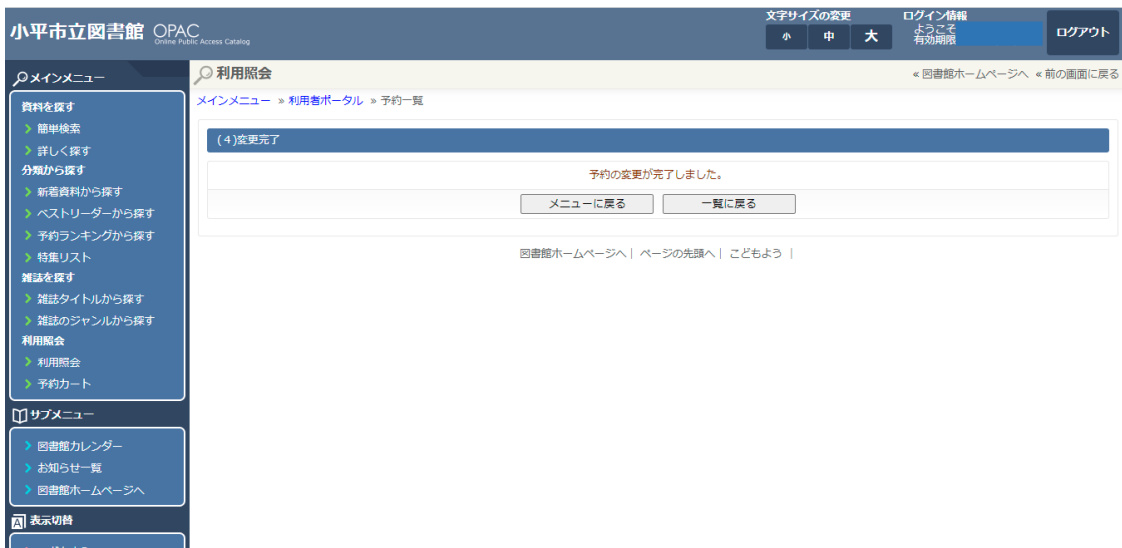 小平市立図書館 OPAC
Online Public Access Catalog
文字サイズの変更
小 中 大
ログイン情報
ようこそ
有効期限
ログアウト
メインメニュー
資料を探す
簡単検索
詳しく探す
分類から探す
新着資料から探す
ベストリーダーから探す
予約ランキングから探す
特集リスト
雑誌を探す
雑誌タイトルから探す
雑誌のジャンルから探す
利用照会
利用照会
予約カート
サブメニュー
図書館カレンダー
お知らせ一覧
図書館ホームページへ
表示切替
利用照会
«図書館ホームページへ «前の画面に戻る
メインメニュー »利用者ポータル »予約一覧
(4)変更完了
予約の変更が完了しました。
メニューに戻る 一覧に戻る
図書館ホームページへ| ページの先頭へ| こどもよう |